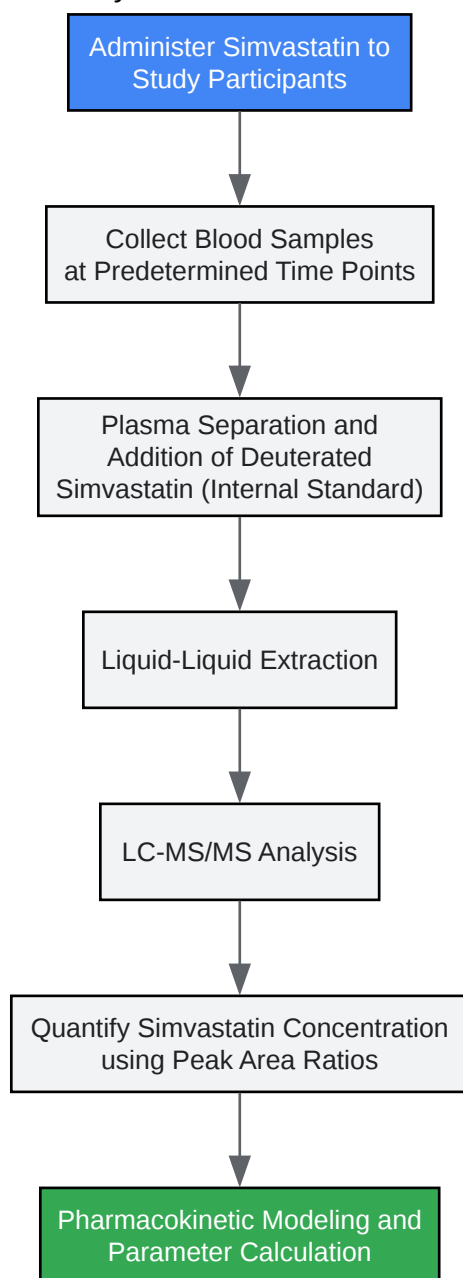 Administer Simvastatin to
Study Participants
Collect Blood Samples
at Predetermined Time Points
Plasma Separation and
Addition of Deuterated
Simvastatin (Internal Standard)
Liquid-Liquid Extraction
LC-MS/MS Analysis
Quantify Simvastatin Concentration
using Peak Area Ratios
Pharmacokinetic Modeling and
Parameter Calculation